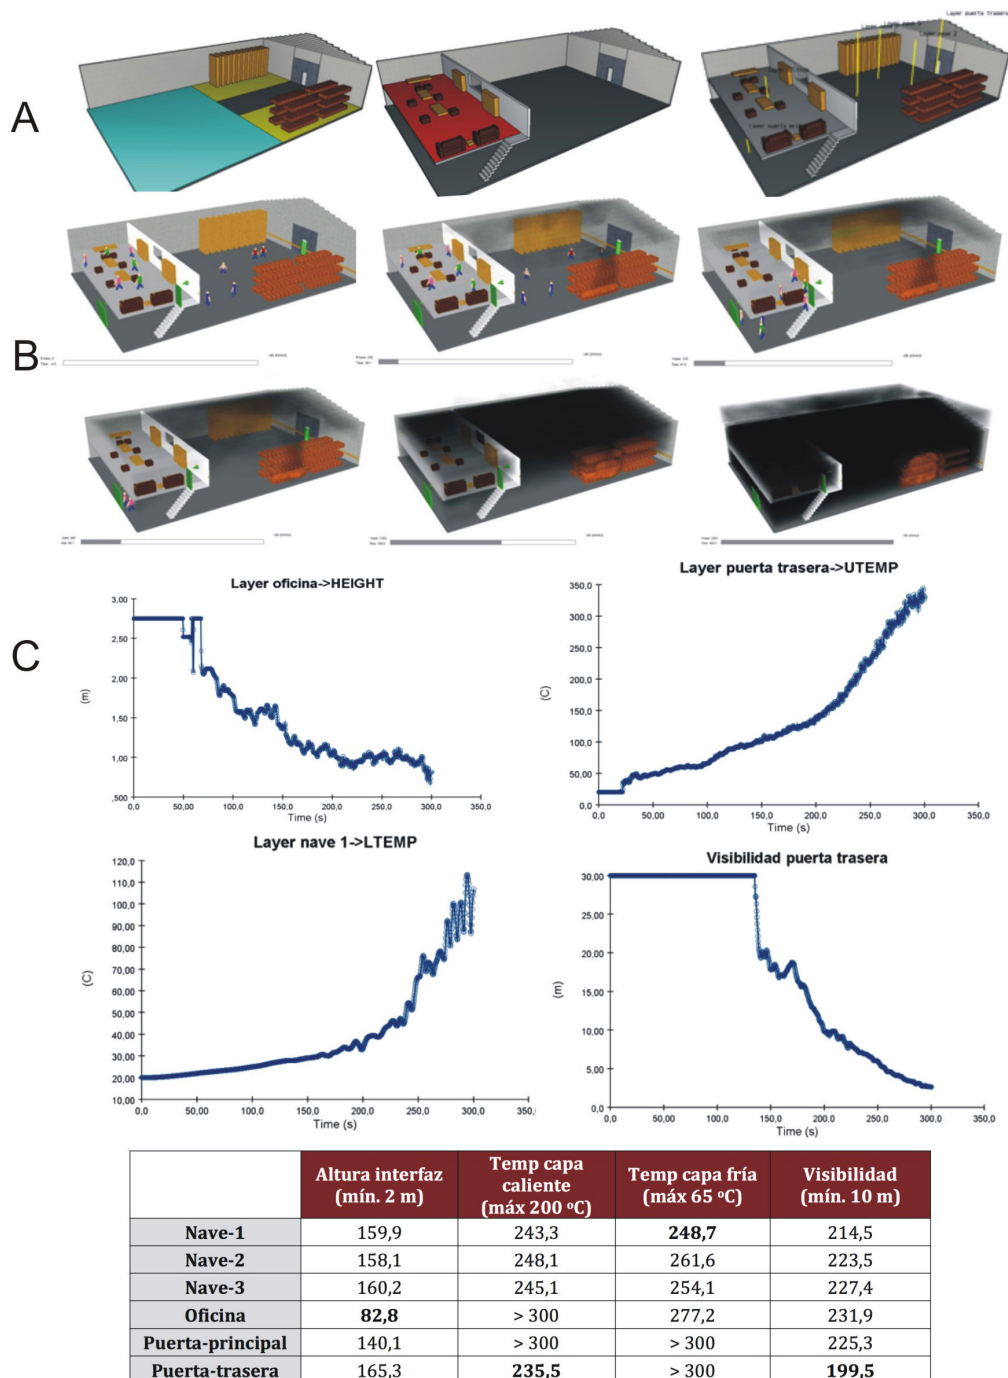 A
Layer puerta trasera
B
C
Layer oficina->HEIGHT
3,00
2,50
2,00
1,50
1,00
,500
(m)
0,0 50,00 100,0 150,0 200,0 250,0 300,0 350,0
Time (s)
Layer puerta trasera->UTEMP
350,0
300,0
250,0
200,0
150,0
100,0
50,00
0,0
(C)
0,0 50,00 100,0 150,0 200,0 250,0 300,0 350,0
Time (s)
Layer nave 1->LTEMP
120,0
110,0
100,0
90,00
80,00
70,00
60,00
50,00
40,00
30,00
20,00
10,00
(C)
0,0 50,00 100,0 150,0 200,0 250,0 300,0 350,0
Time (s)
Visibilidad puerta trasera
30,00
25,00
20,00
15,00
10,00
5,00
0,0
(m)
0,0 50,00 100,0 150,0 200,0 250,0 300,0 350,0
Time (s)
Altura interfaz (mín. 2 m) Temp capa caliente (máx 200 ºC) Temp capa fría (máx 65 ºC) Visibilidad (mín. 10 m)
Nave-1 159,9 243,3 248,7 214,5
Nave-2 158,1 248,1 261,6 223,5
Nave-3 160,2 245,1 254,1 227,4
Oficina 82,8 > 300 277,2 231,9
Puerta-principal 140,1 > 300 > 300 225,3
Puerta-trasera 165,3 235,5 > 300 199,5